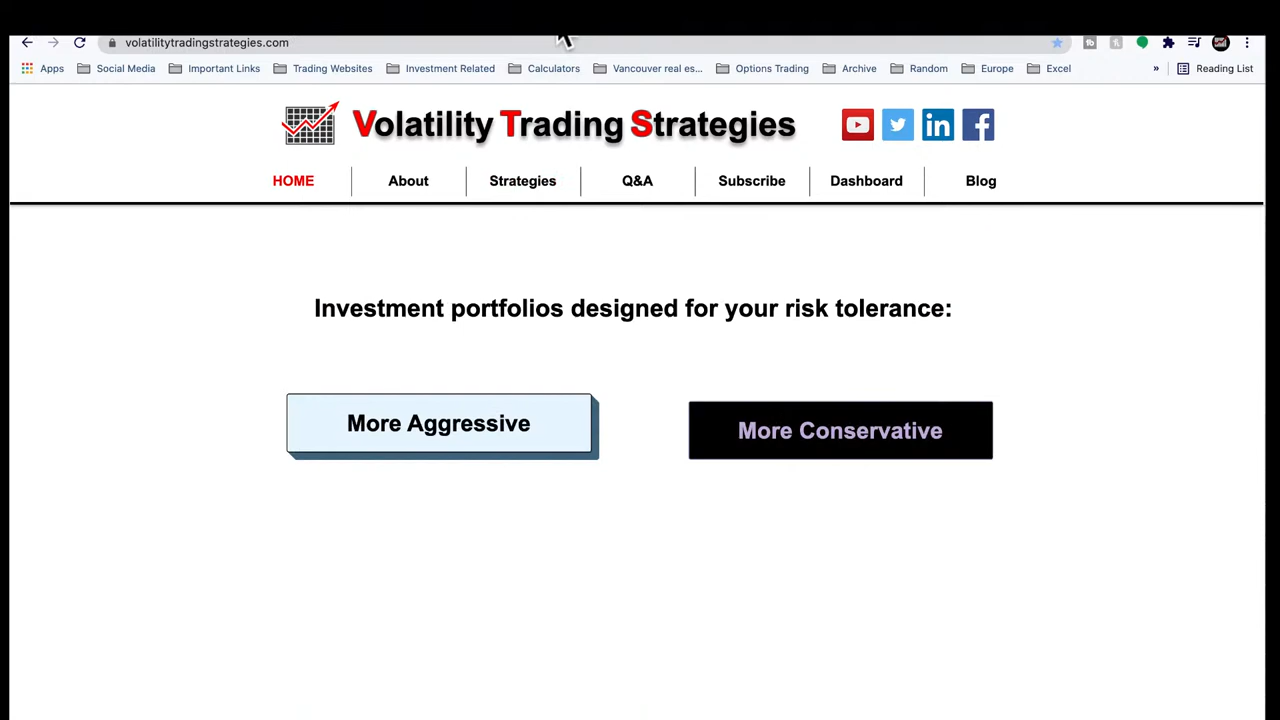 volatilitytradingstrategies.com
Apps Social Media Important Links Trading Websites Investment Related Calculators Vancouver real es... Options Trading Archive Random Europe Excel » Reading List
Volatility Trading Strategies
HOME About Strategies Q&A Subscribe Dashboard Blog
Investment portfolios designed for your risk tolerance:
More Aggressive More Conservative